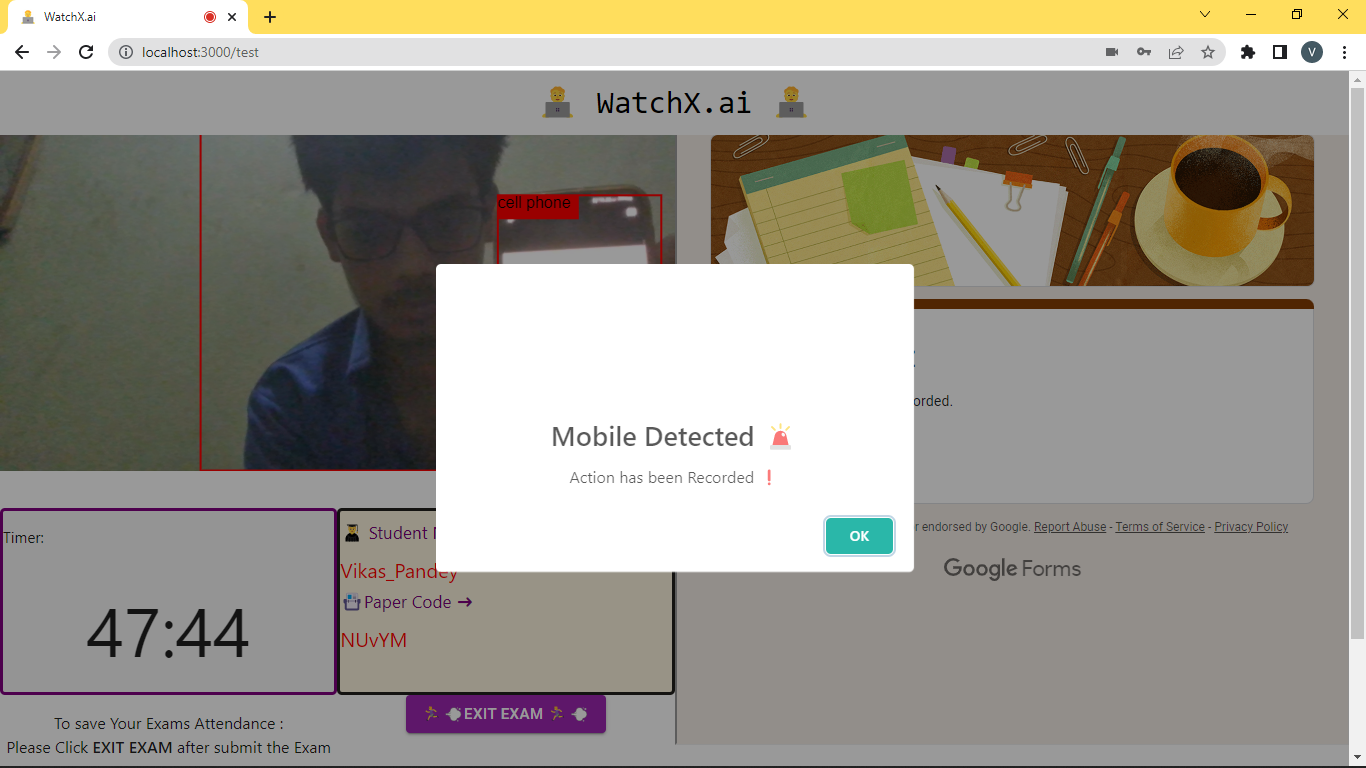 WatchX.ai
localhost:3000/test
V
WatchX.ai
cell phone
Mobile Detected
Action has been Recorded❗
OK
orded.
endorsed by Google. Report Abuse - Terms of Service - Privacy Policy
Google Forms
Timer:
47:44
Student
Vikas_Pandey
Paper Code →
NUvYM
EXIT EXAM
To save Your Exams Attendance :
Please Click EXIT EXAM after submit the Exam